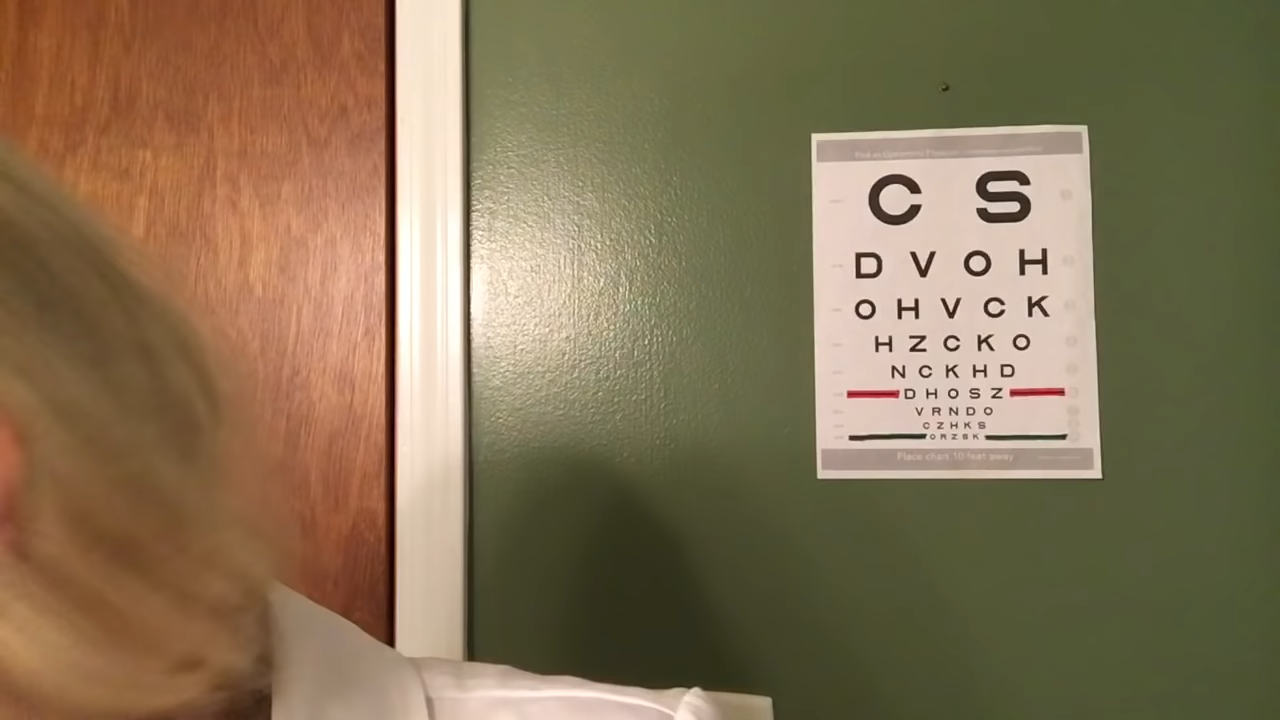 C S
D V O H
O H V C K
H Z C K O
N C K H D
D H O S Z
V R N D O
C Z H K S
O R Z S K
Place chart 10 feet away